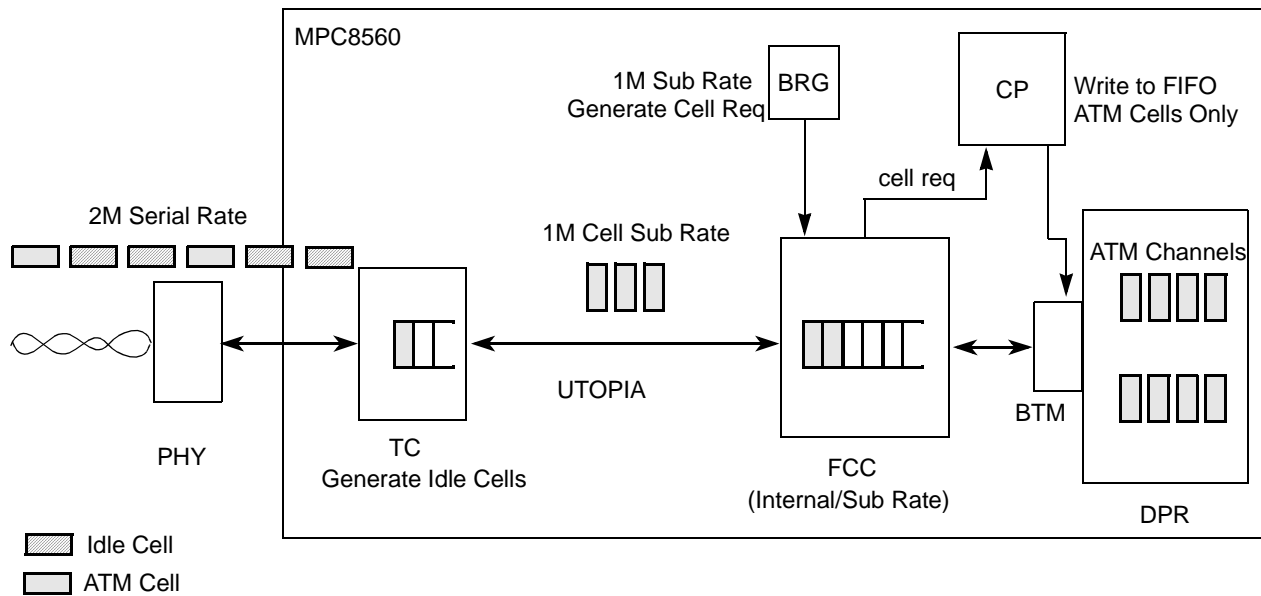 MPC8560
1M Sub Rate
Generate Cell Req
BRG
CP
Write to FIFO
ATM Cells Only
cell req
2M Serial Rate
1M Cell Sub Rate
ATM Channels
UTOPIA
BTM
PHY
TC
Generate Idle Cells
FCC
(Internal/Sub Rate)
DPR
Idle Cell
ATM Cell